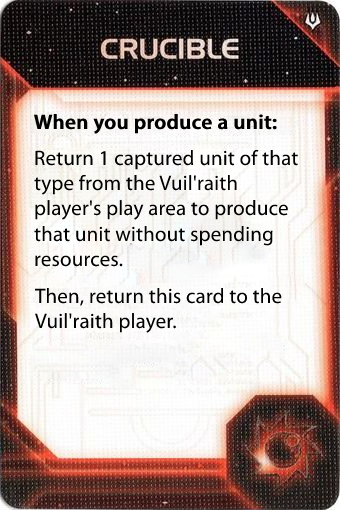 CRUCIBLE
When you produce a unit:
Return 1 captured unit of that
type from the Vuil'raith
player's play area to produce
that unit without spending
resources.
Then, return this card to the
Vuil'raith player.